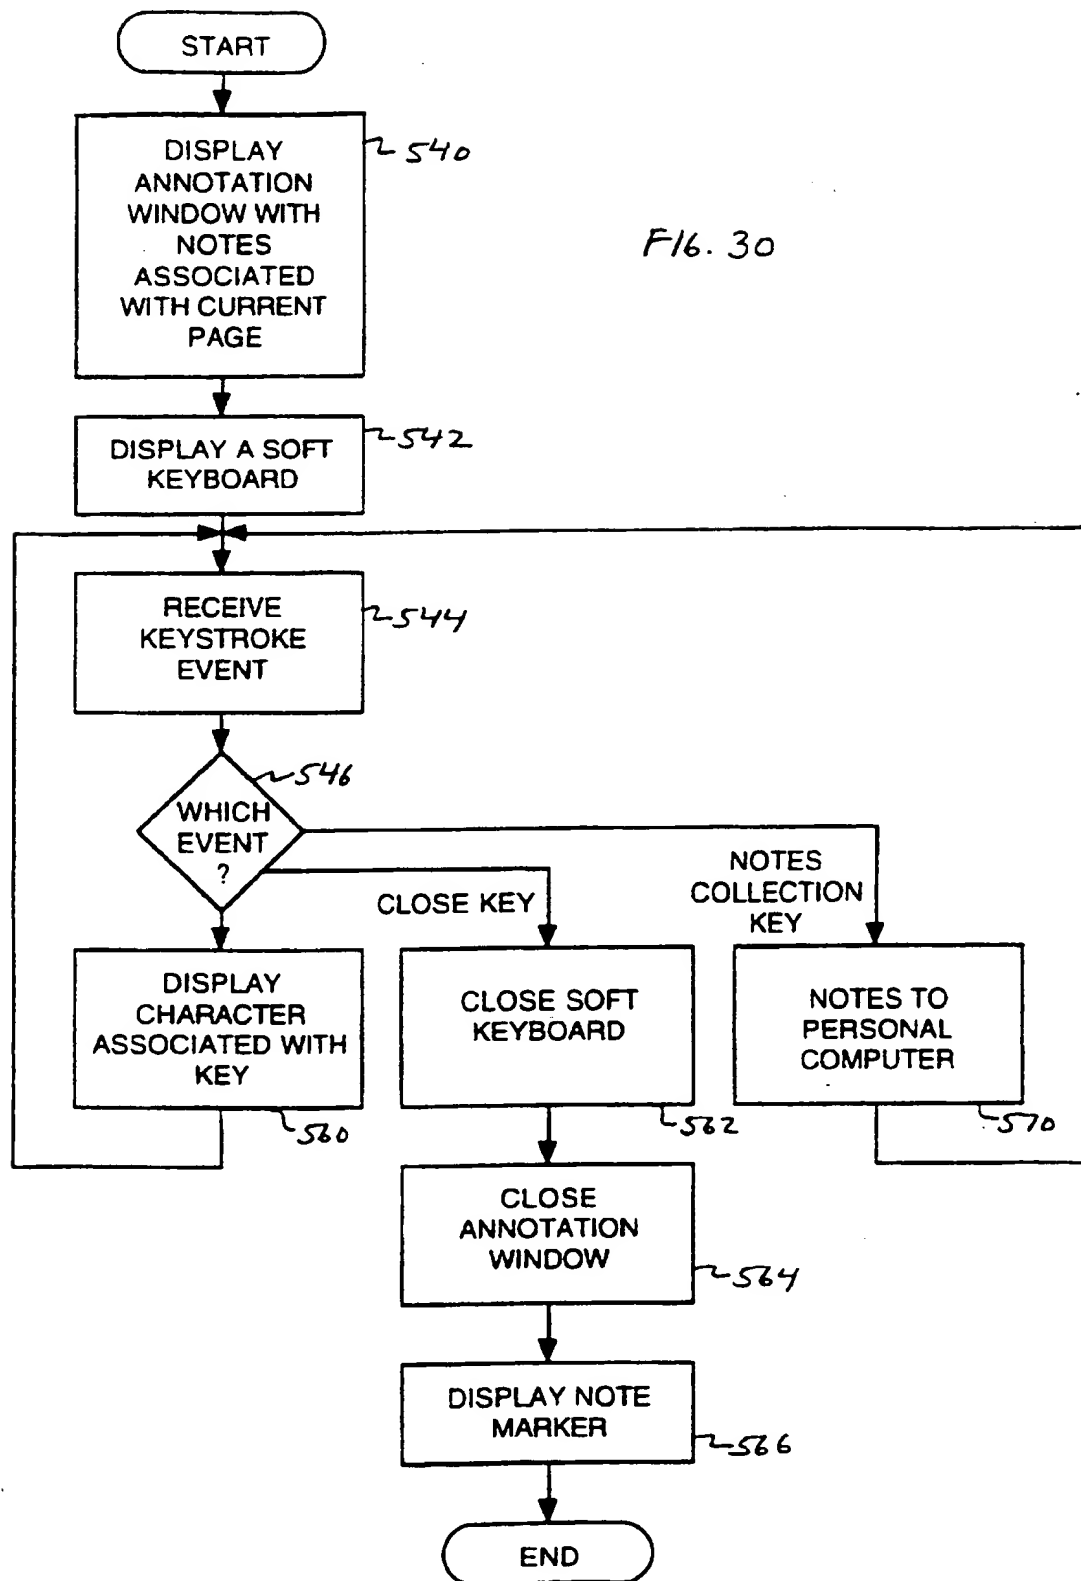 START
DISPLAY
ANNOTATION
WINDOW WITH
NOTES
ASSOCIATED
WITH CURRENT
PAGE
540
FIG. 30
DISPLAY A SOFT
KEYBOARD
542
RECEIVE
KEYSTROKE
EVENT
544
WHICH
EVENT
?
546
CLOSE KEY
NOTES
COLLECTION
KEY
DISPLAY
CHARACTER
ASSOCIATED WITH
KEY
560
CLOSE SOFT
KEYBOARD
562
NOTES TO
PERSONAL
COMPUTER
570
CLOSE
ANNOTATION
WINDOW
564
DISPLAY NOTE
MARKER
566
END